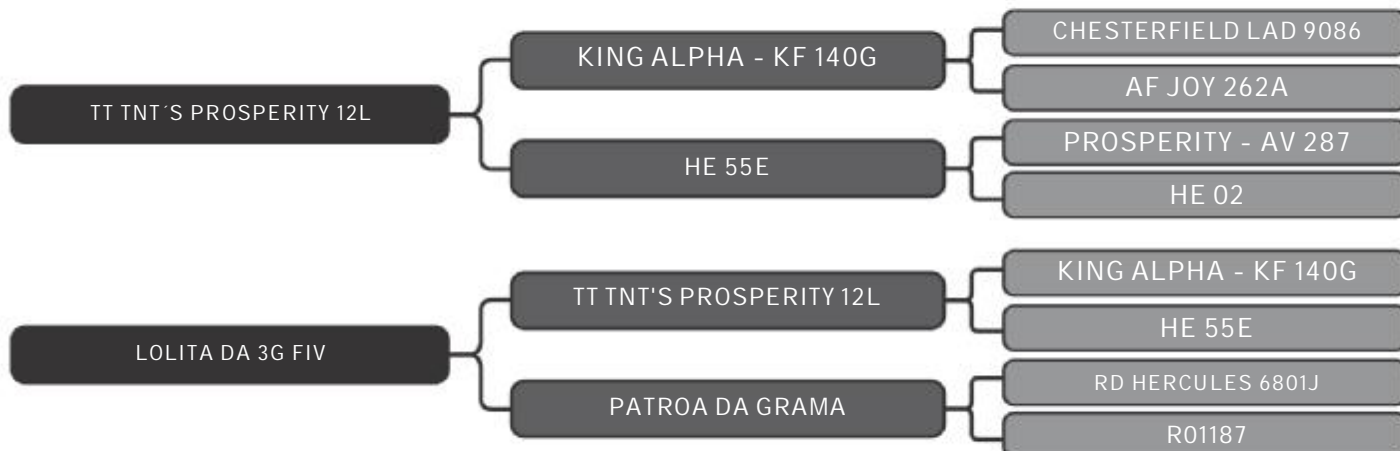 TT TNT´S PROSPERITY 12L
KING ALPHA - KF 140G
CHESTERFIELD LAD 9086
AF JOY 262A
HE 55E
PROSPERITY - AV 287
HE 02
LOLITA DA 3G FIV
TT TNT'S PROSPERITY 12L
KING ALPHA - KF 140G
HE 55E
PATROA DA GRAMA
RD HERCULES 6801J
R01187